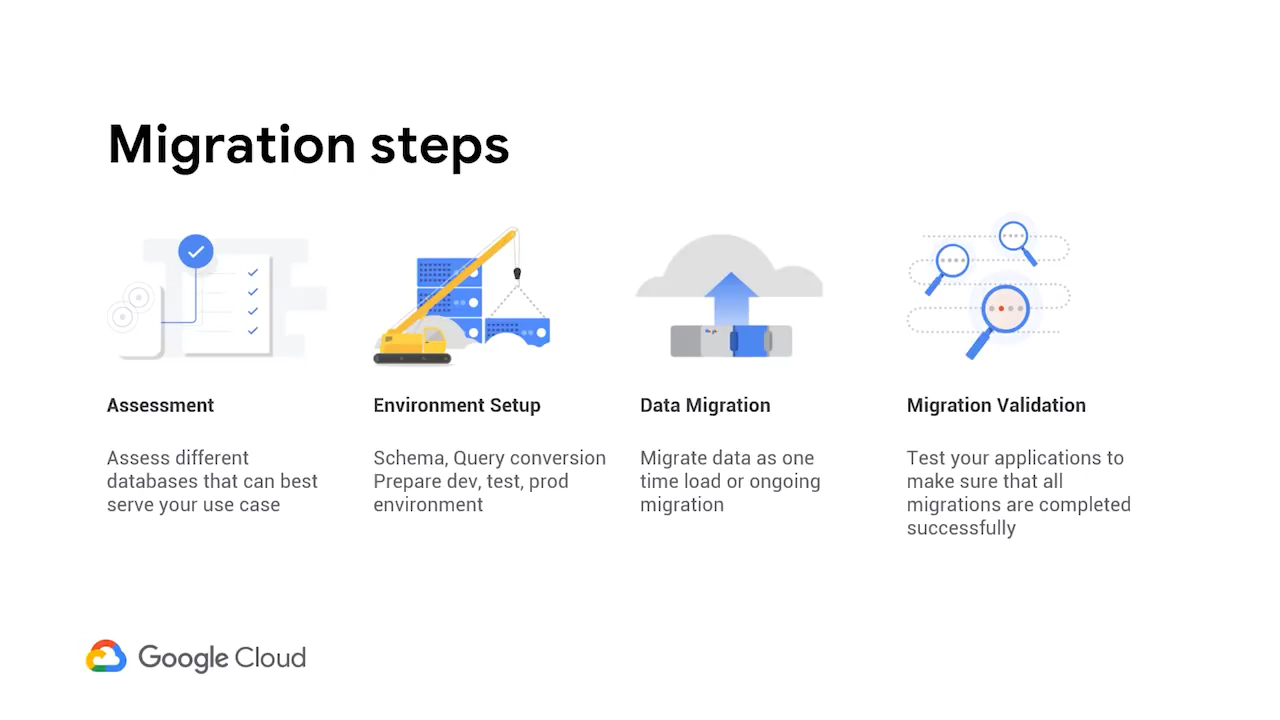 Migration steps
Assessment
Assess different
databases that can best
serve your use case
Environment Setup
Schema, Query conversion
Prepare dev, test, prod
environment
Data Migration
Migrate data as one
time load or ongoing
migration
Migration Validation
Test your applications to
make sure that all
migrations are completed
successfully
Google Cloud